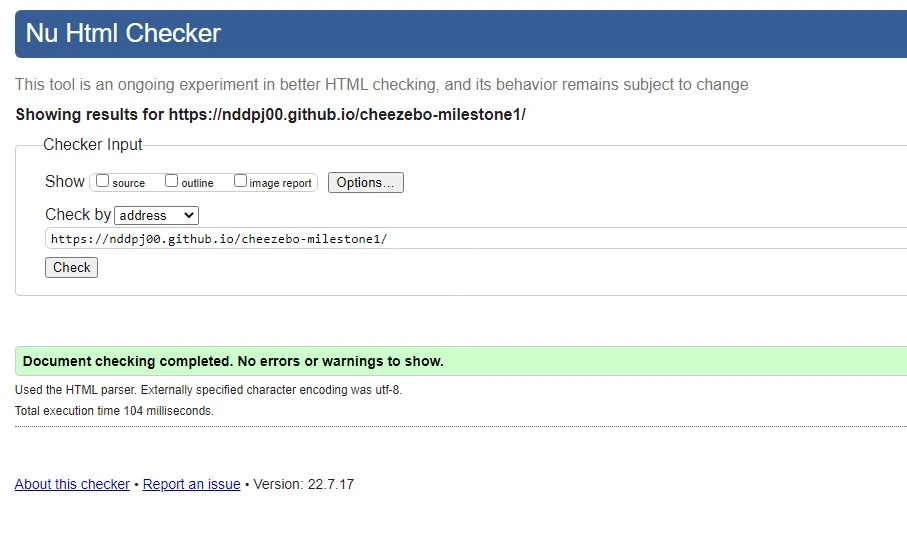 Nu Html Checker
This tool is an ongoing experiment in better HTML checking, and its behavior remains subject to change
Showing results for https://nddpj00.github.io/cheezebo-milestone1/
Checker Input
Show source outline image report Options...
Check by address
https://nddpj00.github.io/cheezebo-milestone1/
Check
Document checking completed. No errors or warnings to show.
Used the HTML parser. Externally specified character encoding was utf-8.
Total execution time 104 milliseconds.
About this checker • Report an issue • Version: 22.7.17